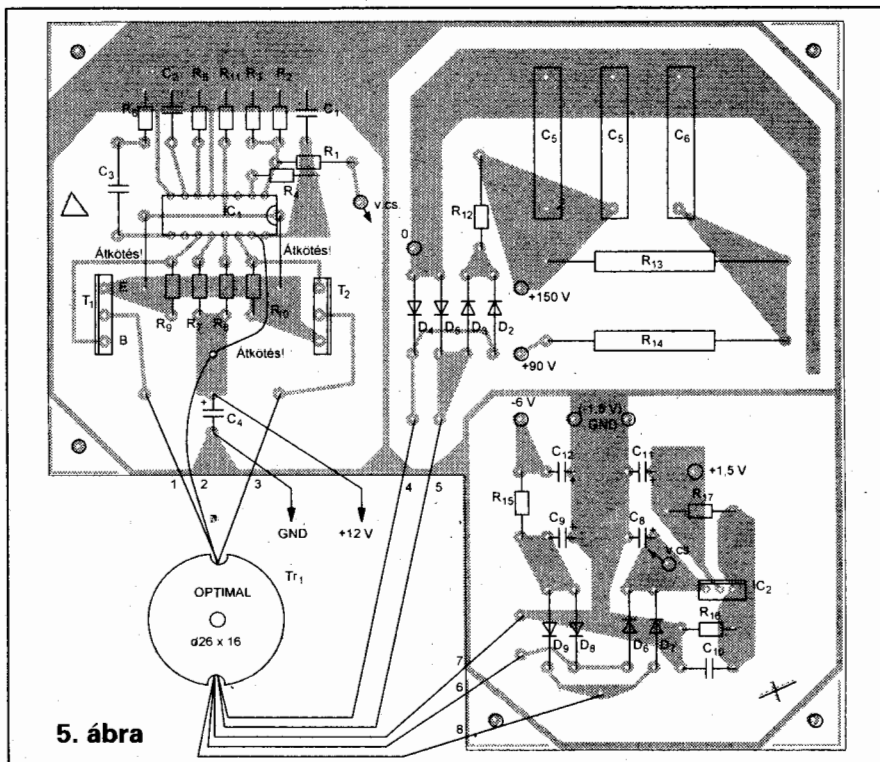 C₂ R₅ R₁₁ R₃ R₂
R₆ C₁
R₁
C₃ R₄
v.cs.
IC₁
Átkötés! Átkötés!
T₁ E T₂
B R₉ R₇ R₈ R₁₀
Átkötés!
+ C₄
C₅ C₅ C₆
R₁₂
0
R₁₃
+150 V
D₄ D₅ D₃ D₂
R₁₄
+90 V
-6 V (-1,5 V) GND
C₁₂ C₁₁
+1,5 V
R₁₅ R₁₇
C₉ C₈
v.cs
IC₂
R₁₆
D₉ D₈ D₆ D₇
C₁₀
1 2 3 4 5
GND +12 V
Tr₁
OPTIMAL
ø26 x 16
7
6
8
5. ábra